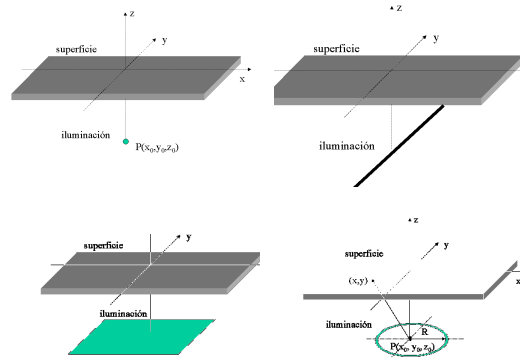 z
y
superficie
x
iluminación
P(x₀,y₀,z₀)
z
y
superficie
iluminación
y
superficie
iluminación
z
y
superficie
(x,y)
x
iluminación
R
P(x₀, y₀, z₀)